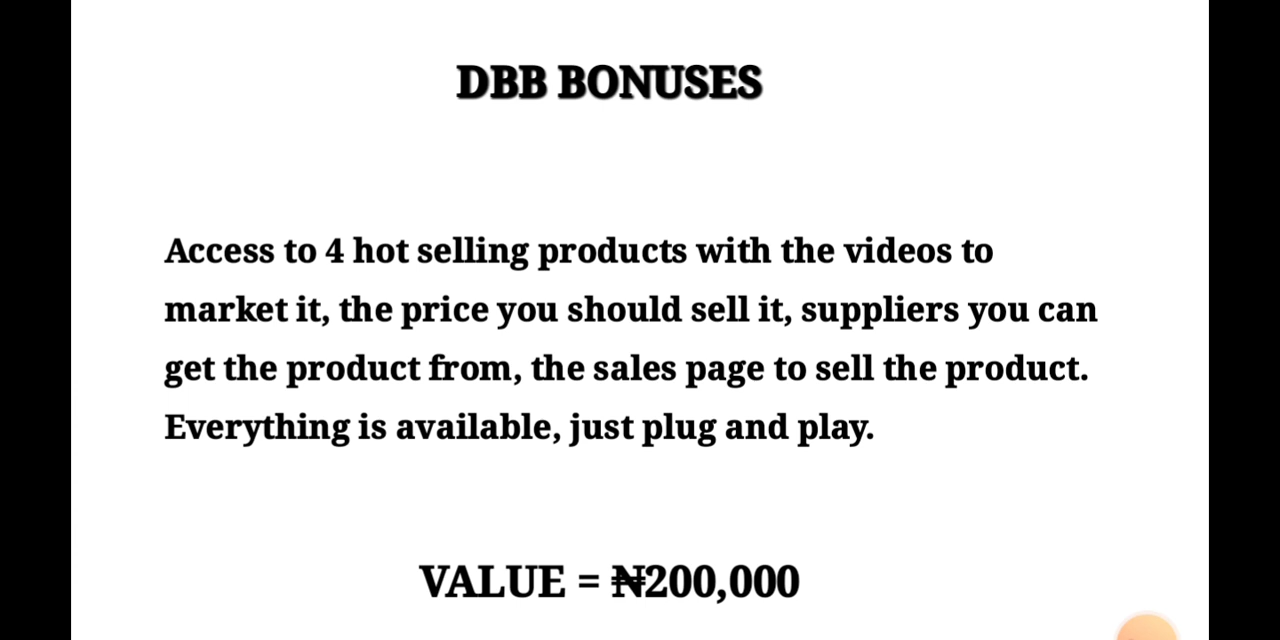 DBB BONUSES
Access to 4 hot selling products with the videos to
market it, the price you should sell it, suppliers you can
get the product from, the sales page to sell the product.
Everything is available, just plug and play.
VALUE = ₦200,000